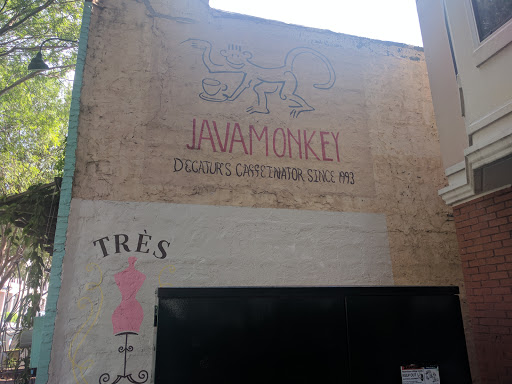 JAVAMONKEY
DECATUR'S CAFFEINATOR SINCE 1993
TRÈS